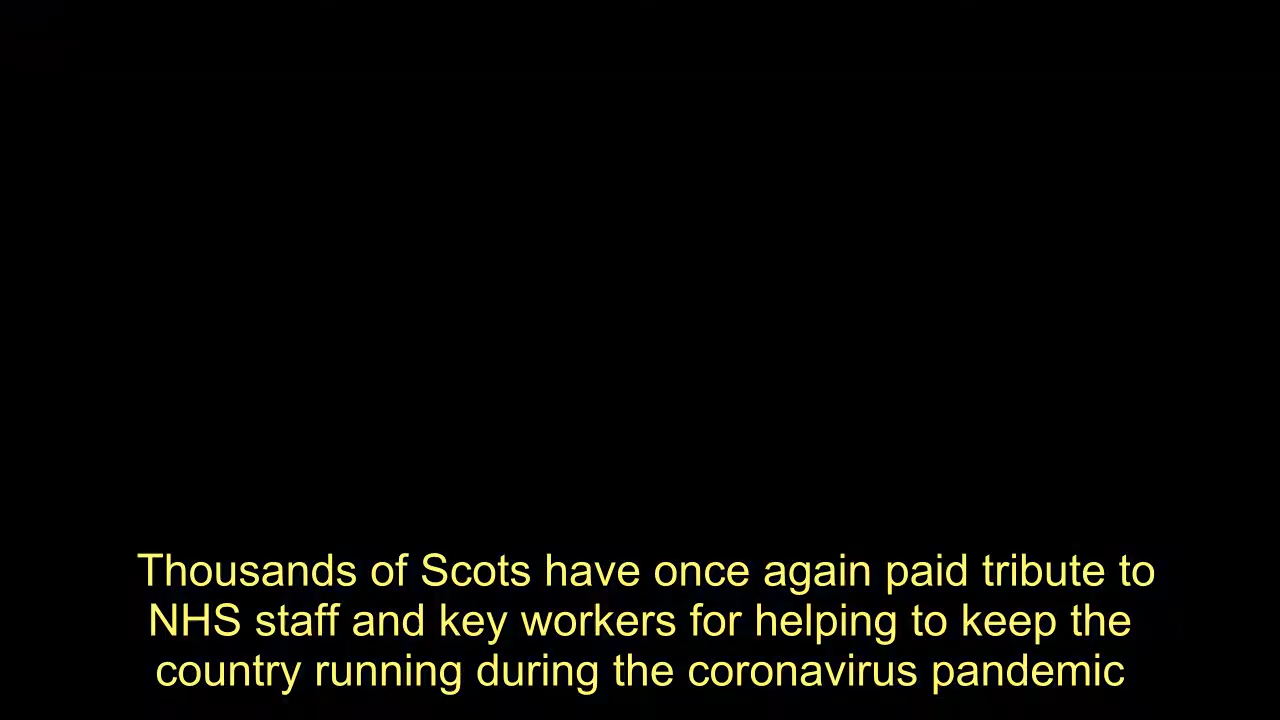 Thousands of Scots have once again paid tribute to
NHS staff and key workers for helping to keep the
country running during the coronavirus pandemic